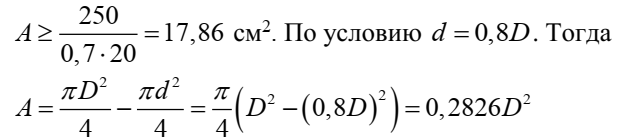 A ≥ 250 / (0,7·20) = 17,86 см². По условию d = 0,8D. Тогда
A = πD²/4 − πd²/4 = π/4 (D² − (0,8D)²) = 0,2826D²